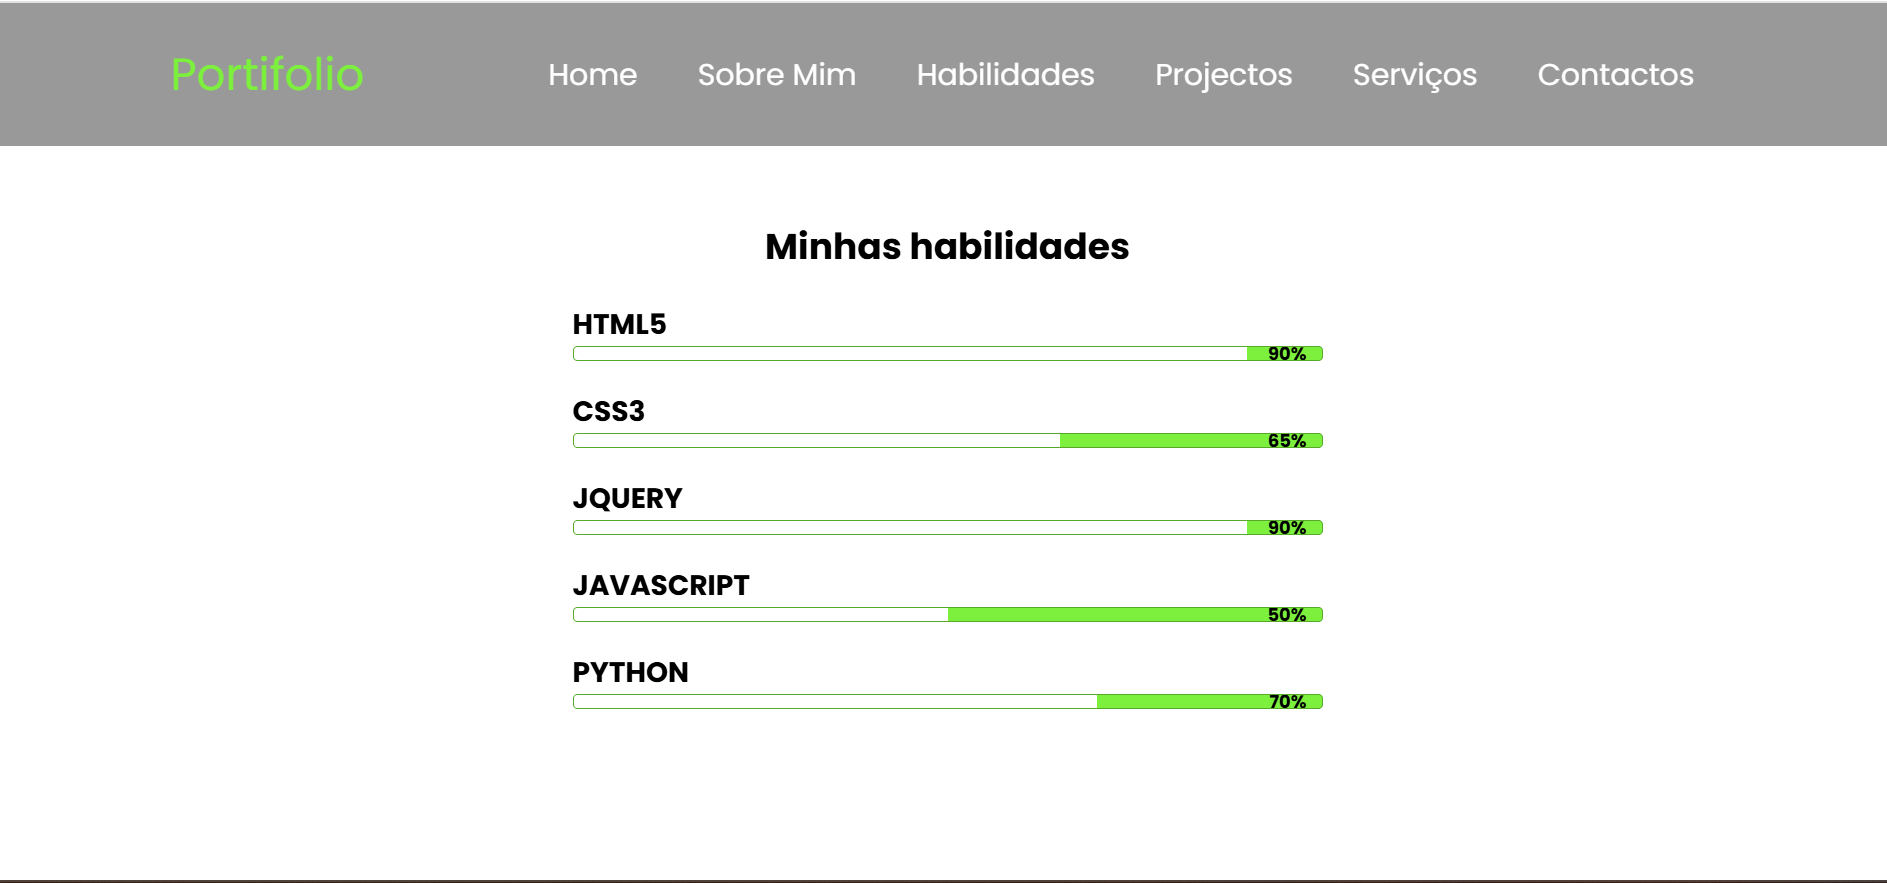 Portifolio Home Sobre Mim Habilidades Projectos Serviços Contactos
Minhas habilidades
HTML5
90%
CSS3
65%
JQUERY
90%
JAVASCRIPT
50%
PYTHON
70%